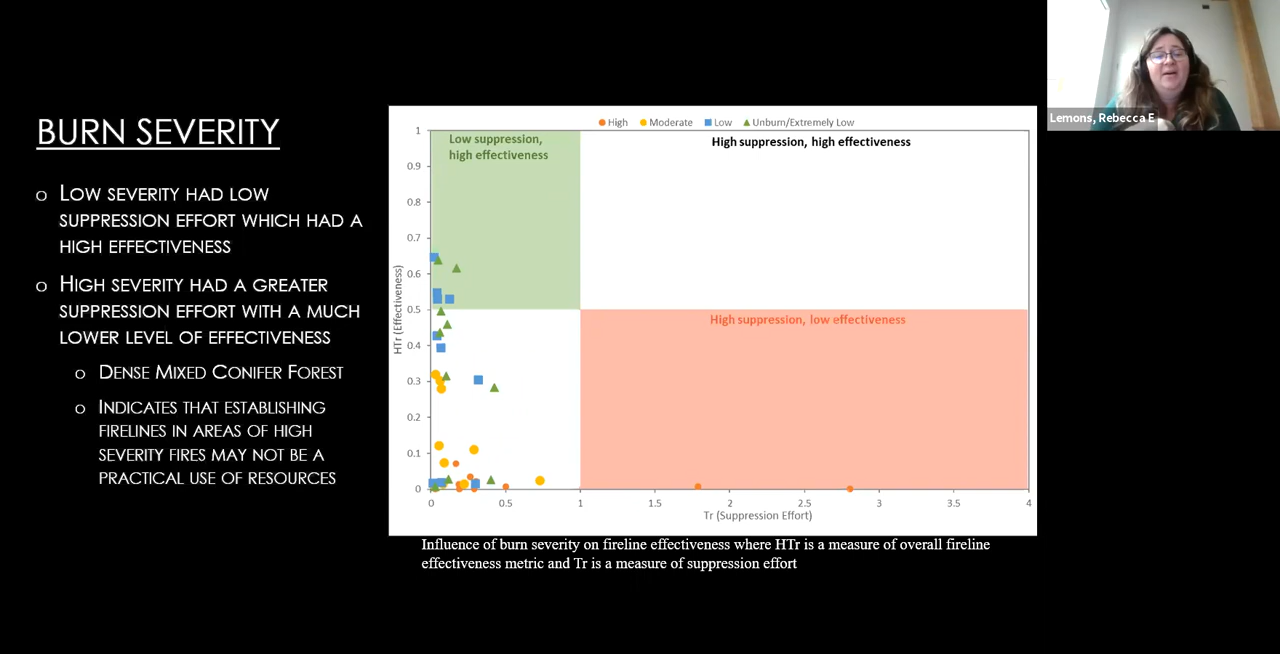 Lemons, Rebecca E
BURN SEVERITY
o LOW SEVERITY HAD LOW
SUPPRESSION EFFORT WHICH HAD A
HIGH EFFECTIVENESS
o HIGH SEVERITY HAD A GREATER
SUPPRESSION EFFORT WITH A MUCH
LOWER LEVEL OF EFFECTIVENESS
o DENSE MIXED CONIFER FOREST
o INDICATES THAT ESTABLISHING
FIRELINES IN AREAS OF HIGH
SEVERITY FIRES MAY NOT BE A
PRACTICAL USE OF RESOURCES
High Moderate Low Unburn/Extremely Low
Low suppression,
high effectiveness
High suppression, high effectiveness
High suppression, low effectiveness
HTr (Effectiveness)
1
0.9
0.8
0.7
0.6
0.5
0.4
0.3
0.2
0.1
0
0 0.5 1 1.5 2 2.5 3 3.5 4
Tr (Suppression Effort)
Influence of burn severity on fireline effectiveness where HTr is a measure of overall fireline
effectiveness metric and Tr is a measure of suppression effort